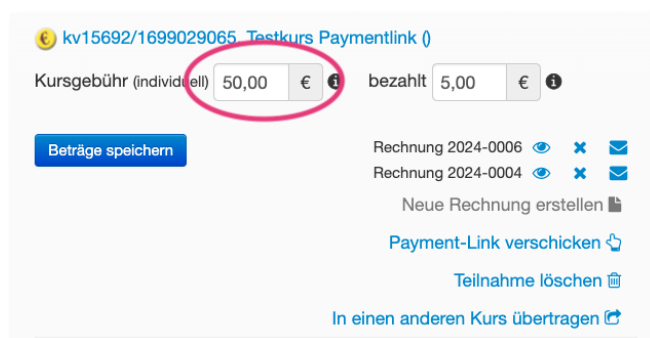 kv15692/1699029065, Testkurs Paymentlink ()
Kursgebühr (individuell) 50,00 € bezahlt 5,00 €
Beträge speichern
Rechnung 2024-0006
Rechnung 2024-0004
Neue Rechnung erstellen
Payment-Link verschicken
Teilnahme löschen
In einen anderen Kurs übertragen